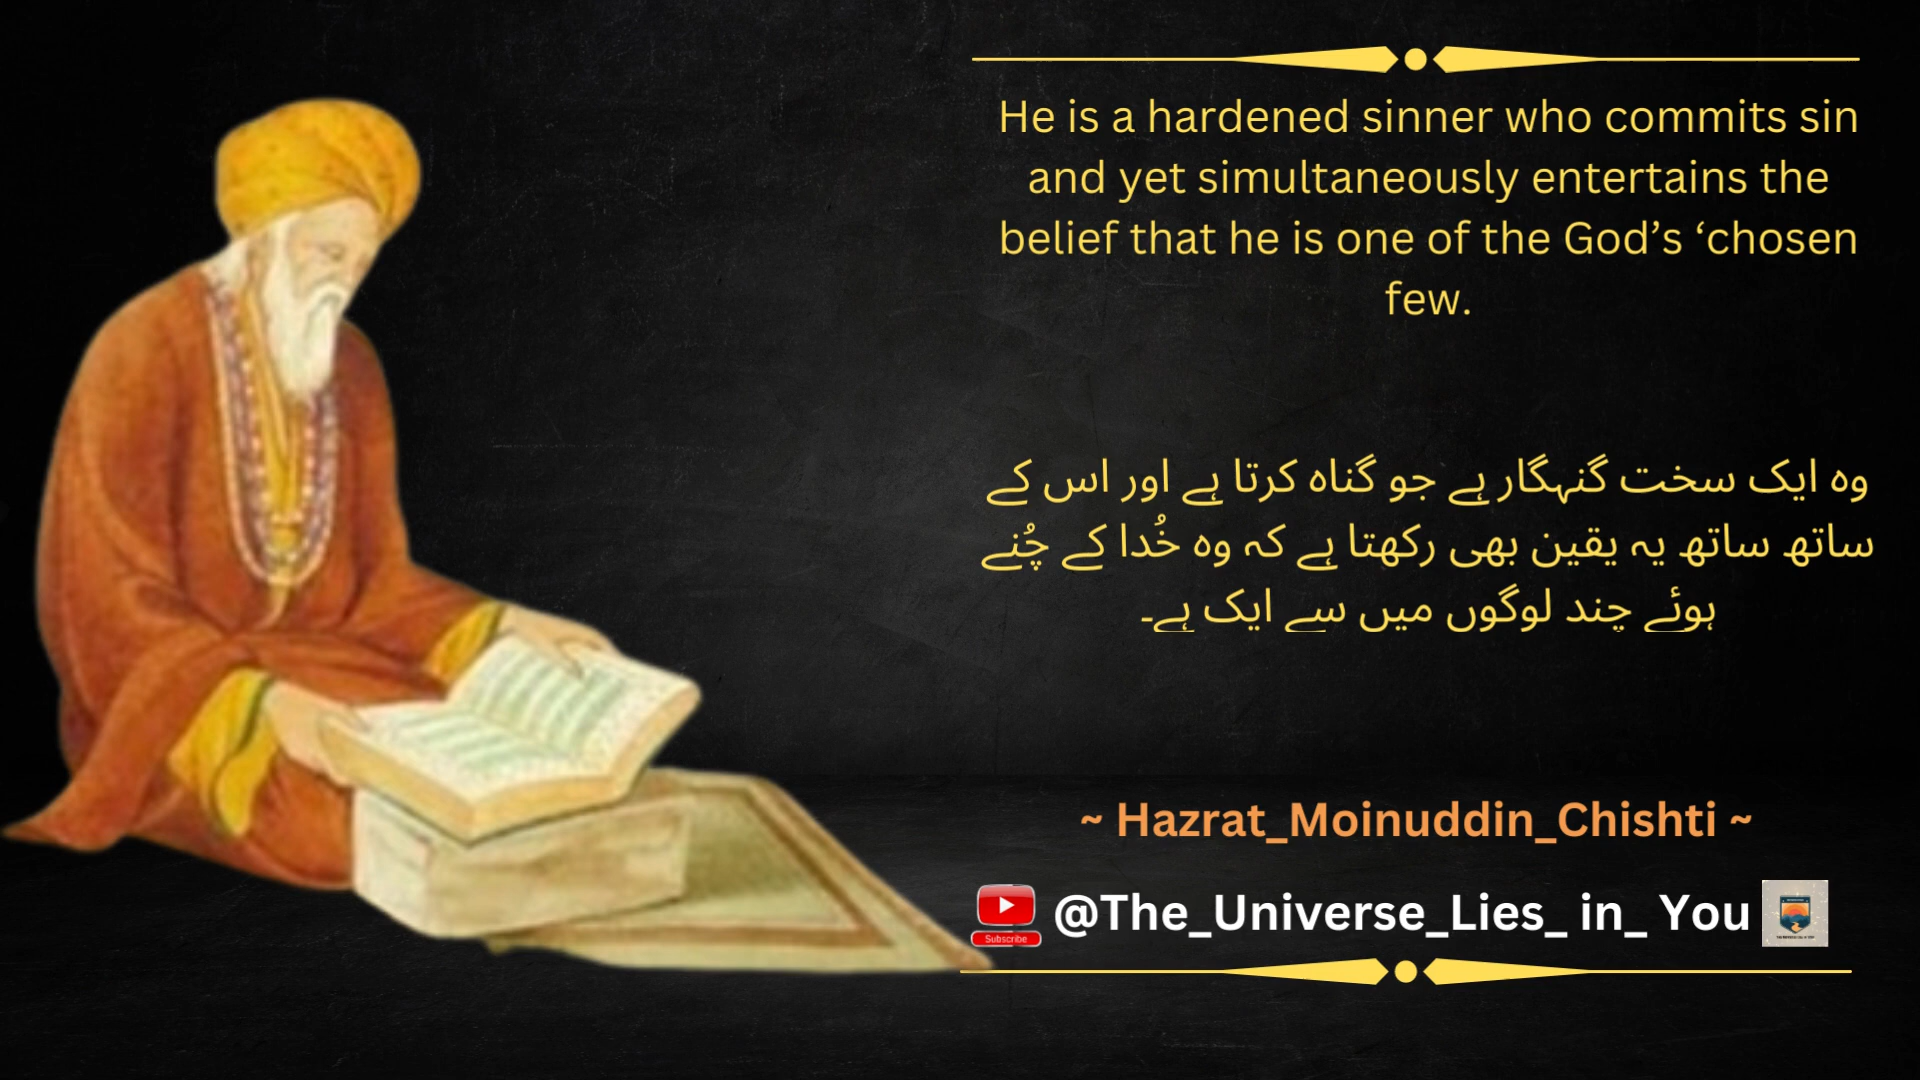 He is a hardened sinner who commits sin
and yet simultaneously entertains the
belief that he is one of the God’s ‘chosen
few.
وہ ایک سخت گنہگار ہے جو گناہ کرتا ہے اور اس کے
ساتھ ساتھ یہ یقین بھی رکھتا ہے کہ وہ خُدا کے چُنے
ہوئے چند لوگوں میں سے ایک ہے۔
~ Hazrat_Moinuddin_Chishti ~
@The_Universe_Lies_ in_ You
Subscribe